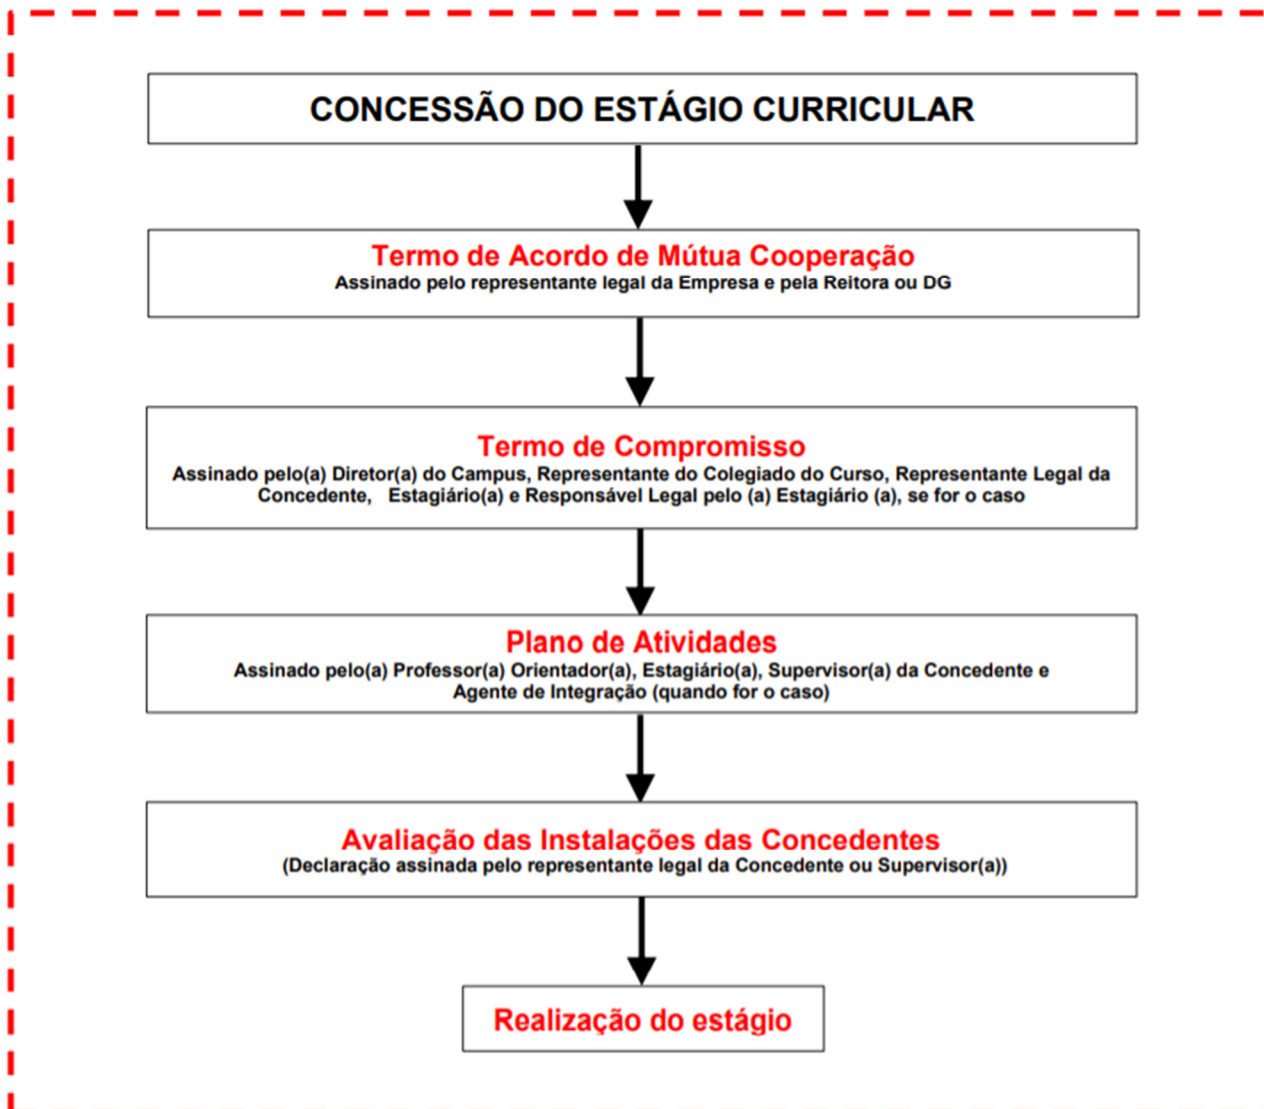 CONCESSÃO DO ESTÁGIO CURRICULAR
Termo de Acordo de Mútua Cooperação
Assinado pelo representante legal da Empresa e pela Reitora ou DG
Termo de Compromisso
Assinado pelo(a) Diretor(a) do Campus, Representante do Colegiado do Curso, Representante Legal da
Concedente, Estagiário(a) e Responsável Legal pelo (a) Estagiário (a), se for o caso
Plano de Atividades
Assinado pelo(a) Professor(a) Orientador(a), Estagiário(a), Supervisor(a) da Concedente e
Agente de Integração (quando for o caso)
Avaliação das Instalações das Concedentes
(Declaração assinada pelo representante legal da Concedente ou Supervisor(a))
Realização do estágio